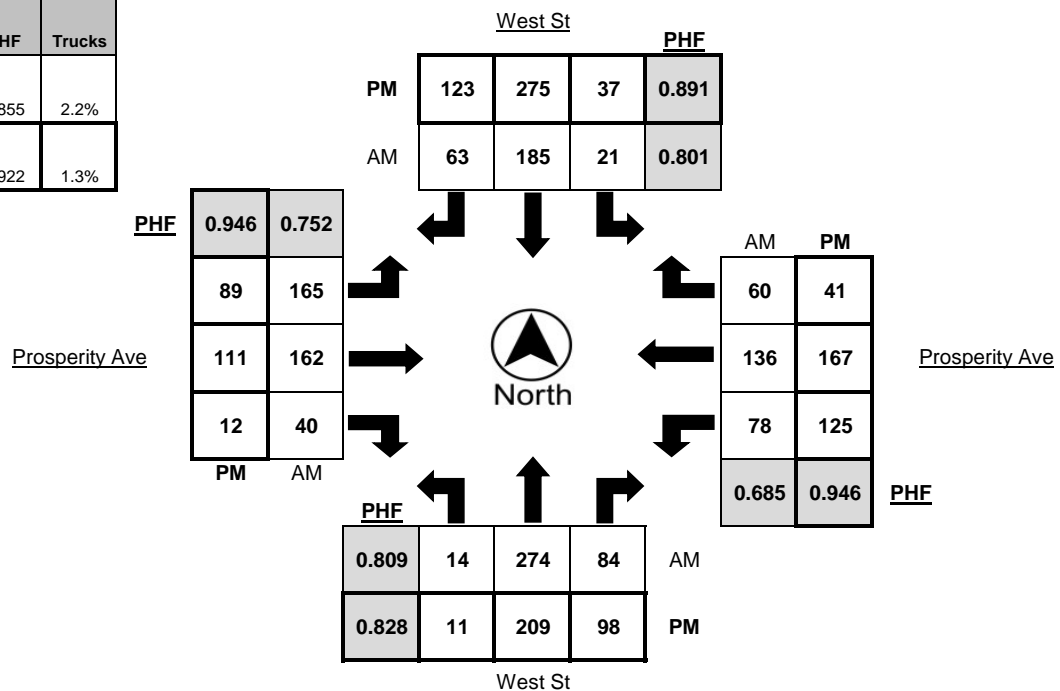 West St
HF Trucks
PHF
PM 123 275 37 0.891
855 2.2%
AM 63 185 21 0.801
922 1.3%
PHF 0.946 0.752
AM PM
89 165
60 41
Prosperity Ave 111 162
136 167 Prosperity Ave
North
12 40
78 125
PM AM
0.685 0.946 PHF
PHF
0.809 14 274 84 AM
0.828 11 209 98 PM
West St